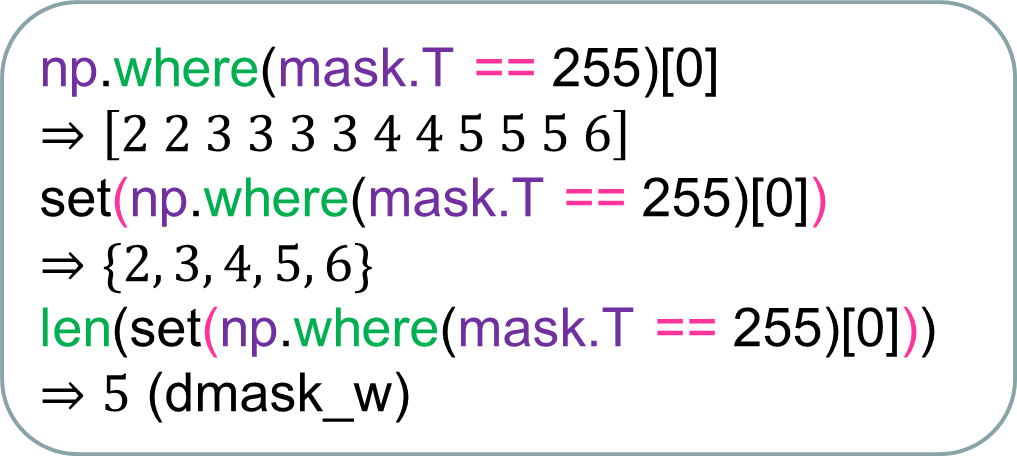 np.where(mask.T == 255)[0]
⇒ [2 2 3 3 3 3 4 4 5 5 5 6]
set(np.where(mask.T == 255)[0])
⇒ {2, 3, 4, 5, 6}
len(set(np.where(mask.T == 255)[0]))
⇒ 5 (dmask_w)